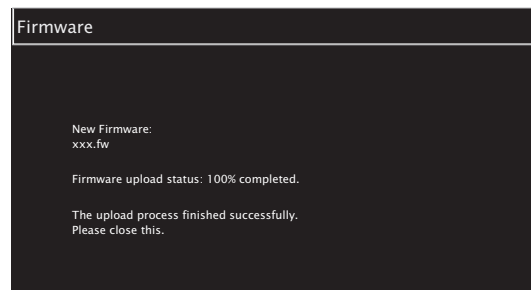 Firmware
New Firmware:
xxx.fw
Firmware upload status: 100% completed.
The upload process finished successfully.
Please close this.